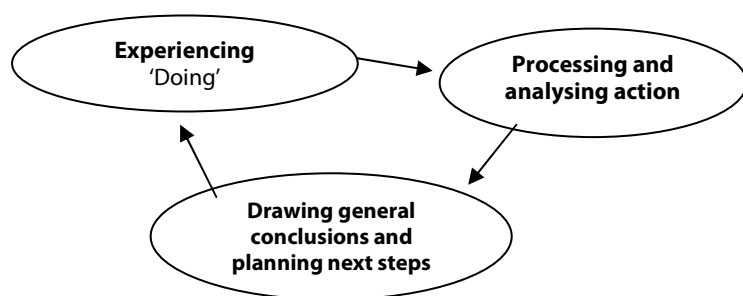 Experiencing
‘Doing’
Processing and
analysing action
Drawing general
conclusions and
planning next steps